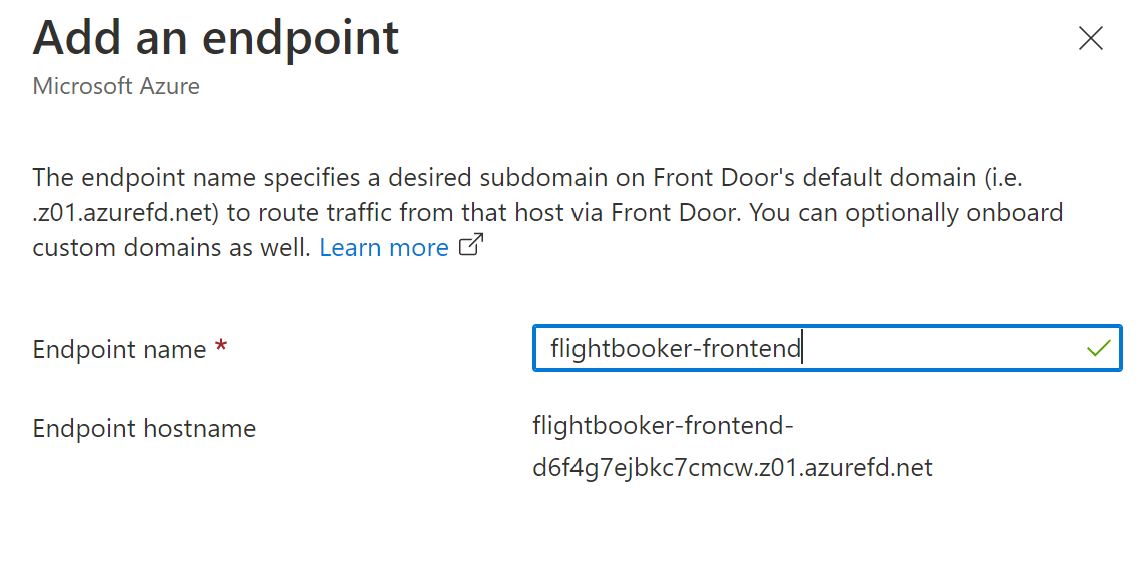 Add an endpoint
Microsoft Azure
The endpoint name specifies a desired subdomain on Front Door's default domain (i.e.
.z01.azurefd.net) to route traffic from that host via Front Door. You can optionally onboard
custom domains as well. Learn more
Endpoint name *
flightbooker-frontend
Endpoint hostname
flightbooker-frontend-
d6f4g7ejbkc7cmcw.z01.azurefd.net